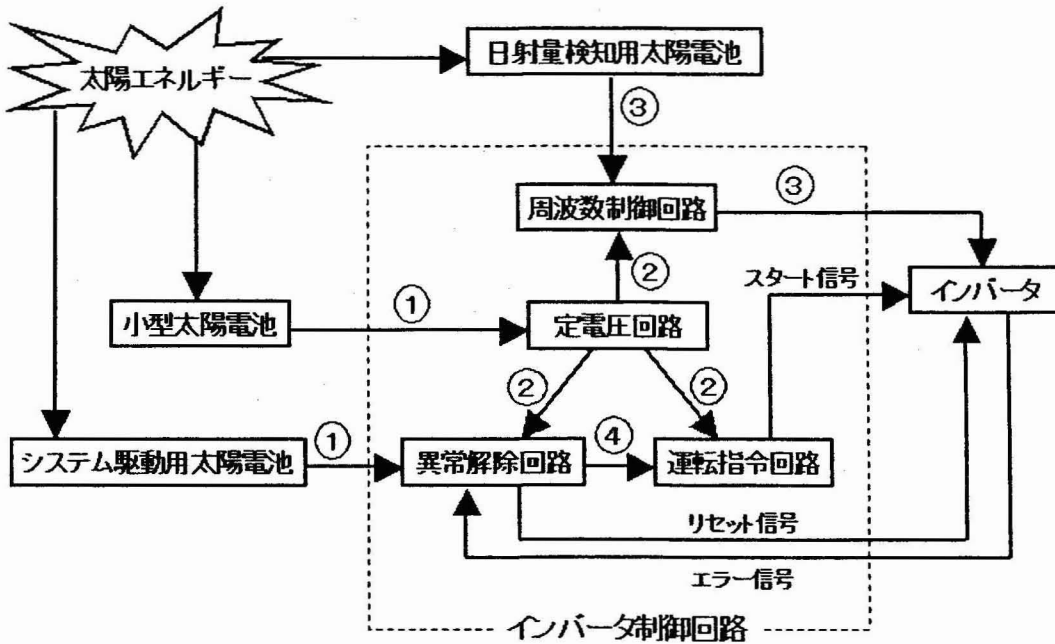 日射量検知用太陽電池
太陽エネルギー
③
周波数制御回路
③
②
スタート信号
インバータ
小型太陽電池
①
定電圧回路
②
②
システム駆動用太陽電池
①
異常解除回路
④
運転指令回路
リセット信号
エラー信号
インバータ制御回路